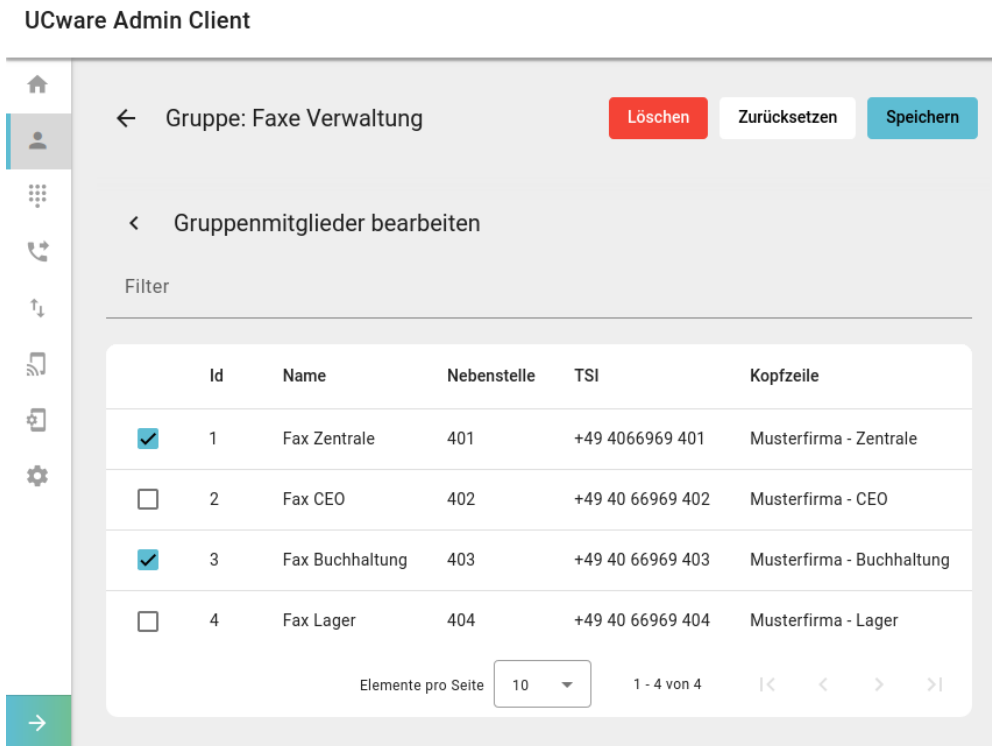 UCware Admin Client
Gruppe: Faxe Verwaltung
Löschen
Zurücksetzen
Speichern
Gruppenmitglieder bearbeiten
Filter
Id Name Nebenstelle TSI Kopfzeile
1 Fax Zentrale 401 +49 4066969 401 Musterfirma - Zentrale
2 Fax CEO 402 +49 40 66969 402 Musterfirma - CEO
3 Fax Buchhaltung 403 +49 40 66969 403 Musterfirma - Buchhaltung
4 Fax Lager 404 +49 40 66969 404 Musterfirma - Lager
Elemente pro Seite 10 1 - 4 von 4